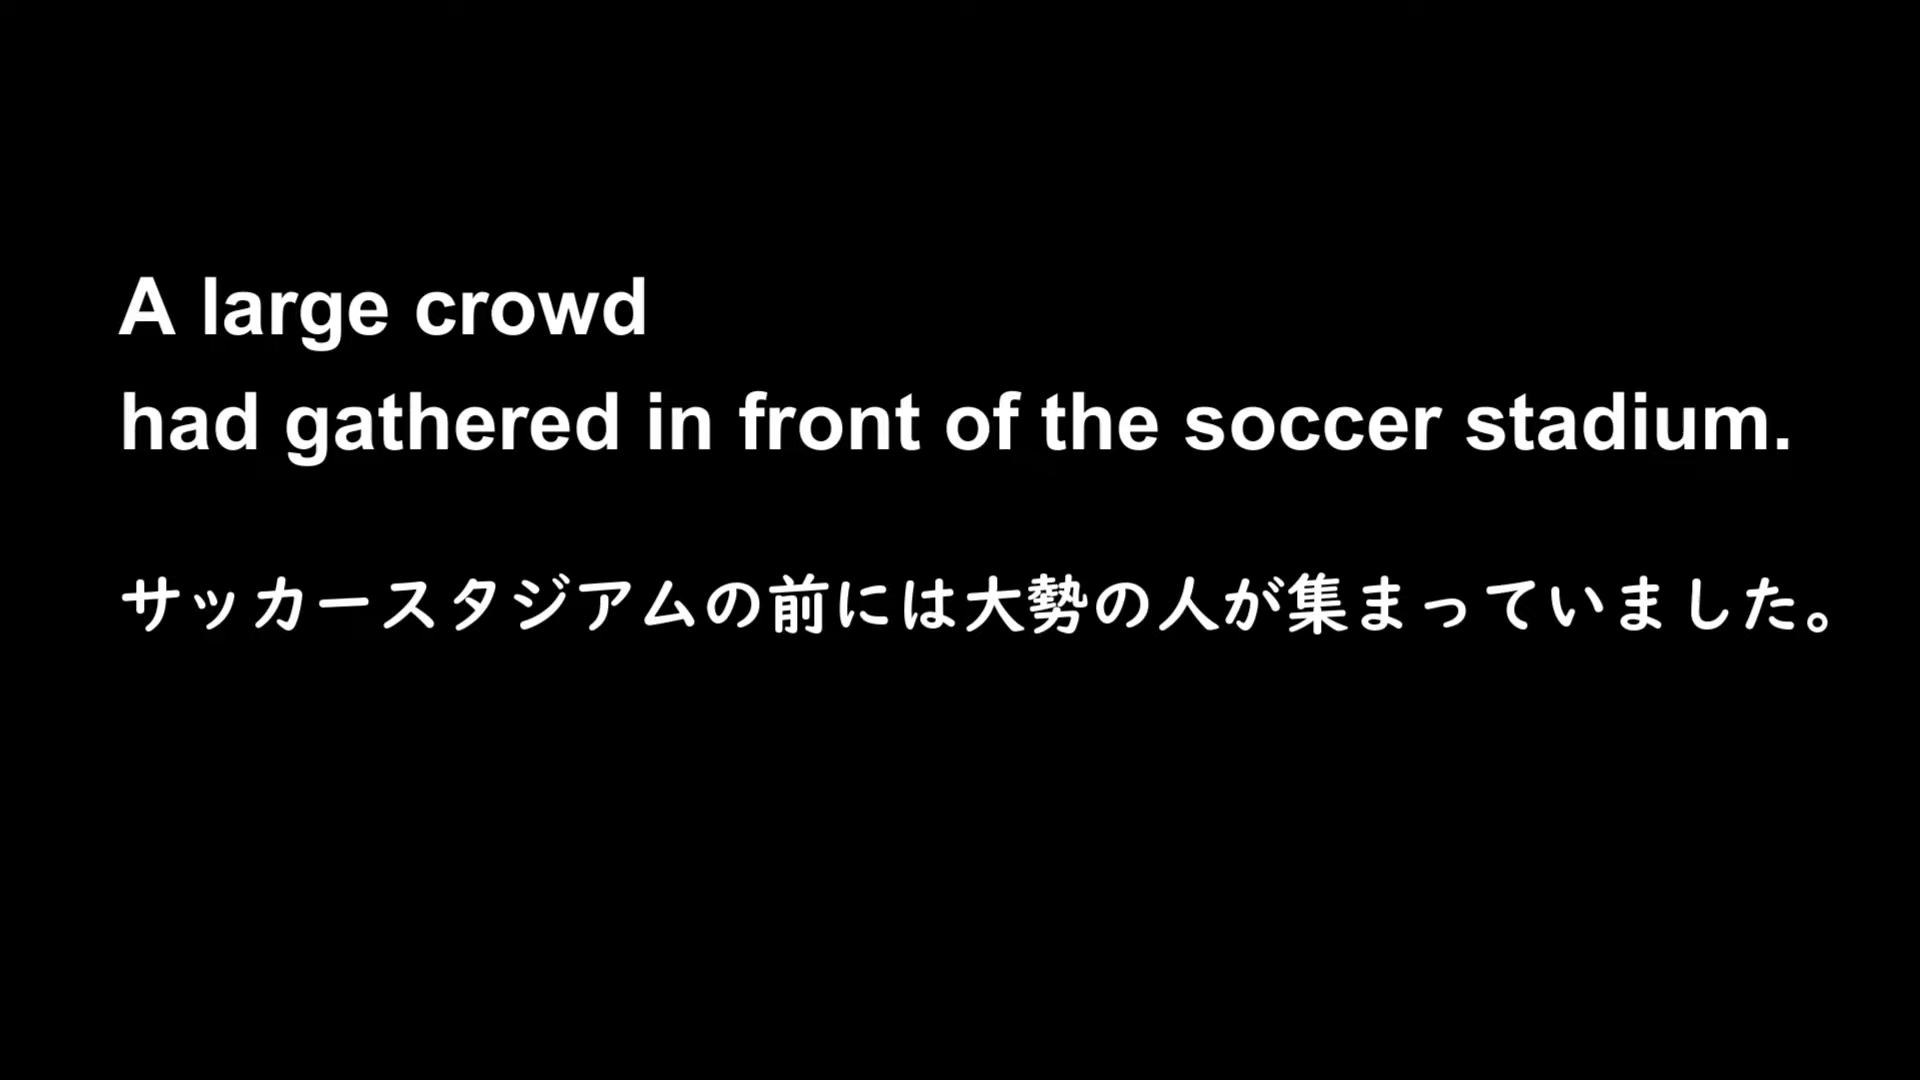 A large crowd
had gathered in front of the soccer stadium.
サッカースタジアムの前には大勢の人が集まっていました。